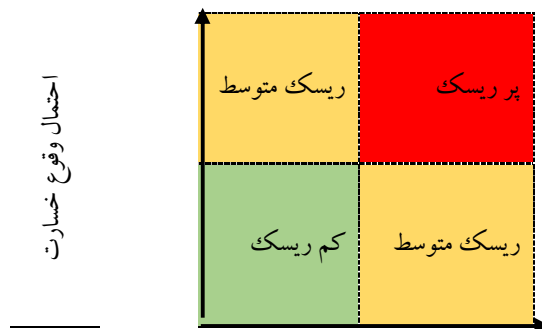 پر ریسک
ریسک متوسط
ریسک متوسط
کم ریسک
احتمال وقوع خسارت